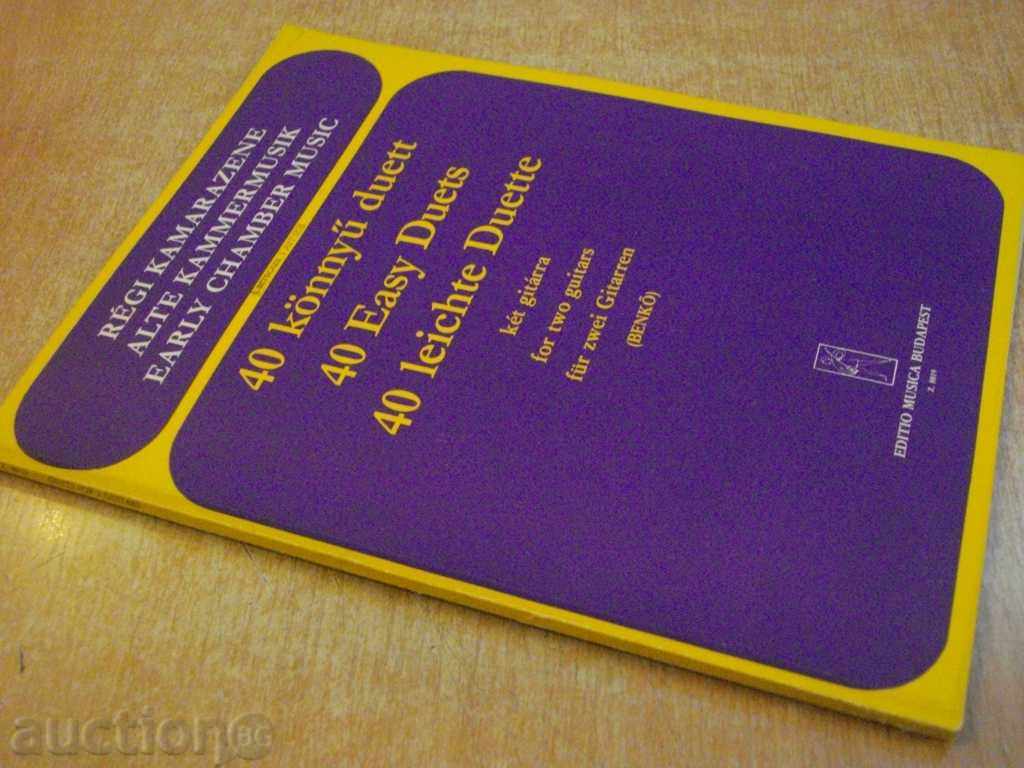 RÉGI KAMARAZENE
ALTE KAMMERMUSIK
EARLY CHAMBER MUSIC
40 könnyű duett
40 Easy Duets
40 leichte Duette
két gitárra
for two guitars
für zwei Gitarren
(BENKŐ)
EDITIO MUSICA BUDAPEST
auction BG